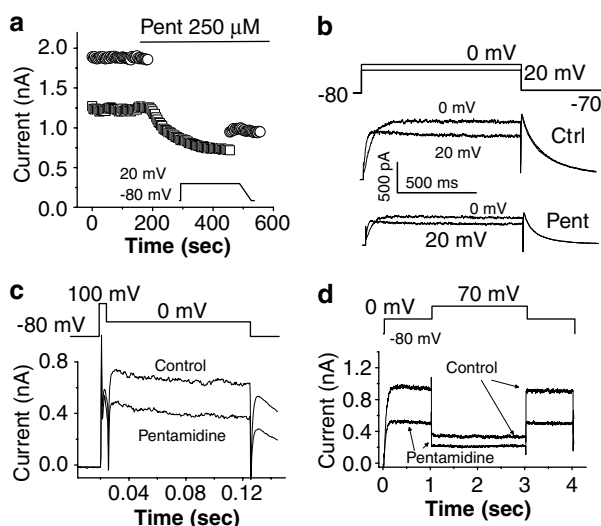 a
Pent 250 µM
2.0
1.5
1.0
0.5
0.0
Current (nA)
20 mV
-80 mV
0 200 400 600
Time (sec)
b
0 mV
20 mV
-80
-70
0 mV
Ctrl
20 mV
500 pA
500 ms
0 mV
Pent
20 mV
c
100 mV
0 mV
-80 mV
0.8
0.4
0.0
Current (nA)
Control
Pentamidine
0.04 0.08 0.12
Time (sec)
d
70 mV
0 mV
-80 mV
1.2
0.8
0.4
0.0
Current (nA)
Control
Pentamidine
0 1 2 3 4
Time (sec)